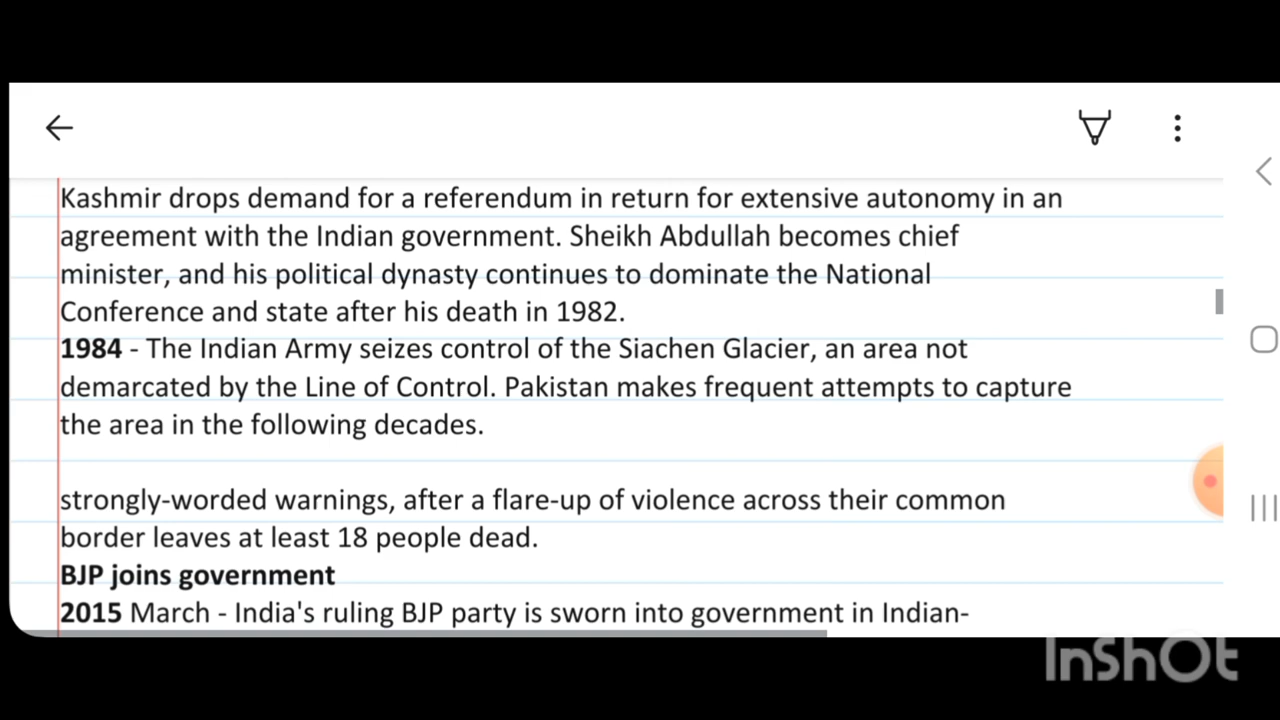 Kashmir drops demand for a referendum in return for extensive autonomy in an
agreement with the Indian government. Sheikh Abdullah becomes chief
minister, and his political dynasty continues to dominate the National
Conference and state after his death in 1982.
1984 - The Indian Army seizes control of the Siachen Glacier, an area not
demarcated by the Line of Control. Pakistan makes frequent attempts to capture
the area in the following decades.
strongly-worded warnings, after a flare-up of violence across their common
border leaves at least 18 people dead.
BJP joins government
2015 March - India's ruling BJP party is sworn into government in Indian-
InShOt